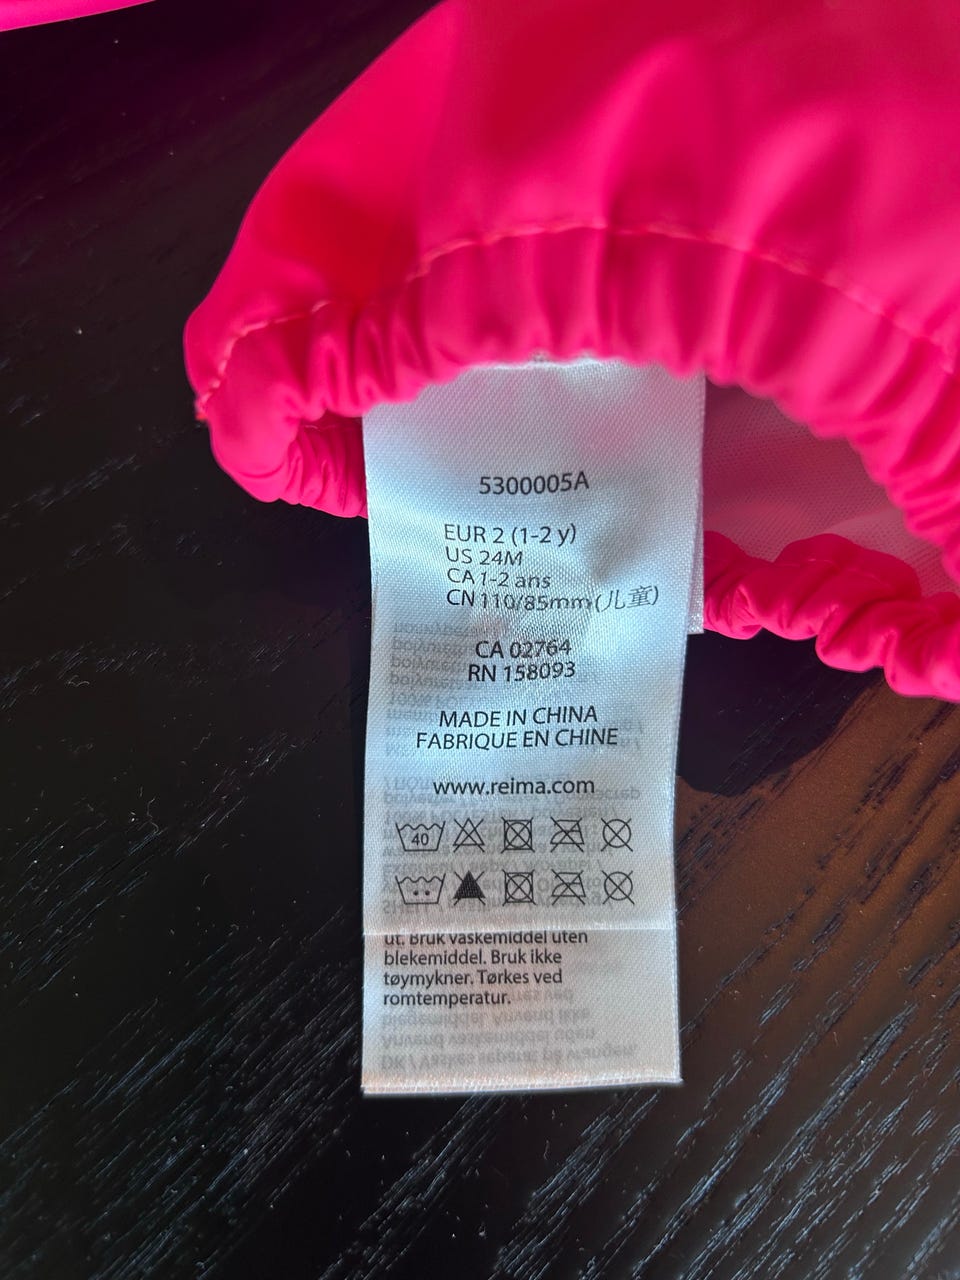 5300005A
EUR 2 (1-2 y)
US 24M
CA 1-2 ans
CN 110/85mm(儿童)
CA 02764
RN 158093
MADE IN CHINA
FABRIQUE EN CHINE
www.reima.com
40
ut. Bruk vaskemiddel uten
blekemiddel. Bruk ikke
tøymykner. Tørkes ved
romtemperatur.